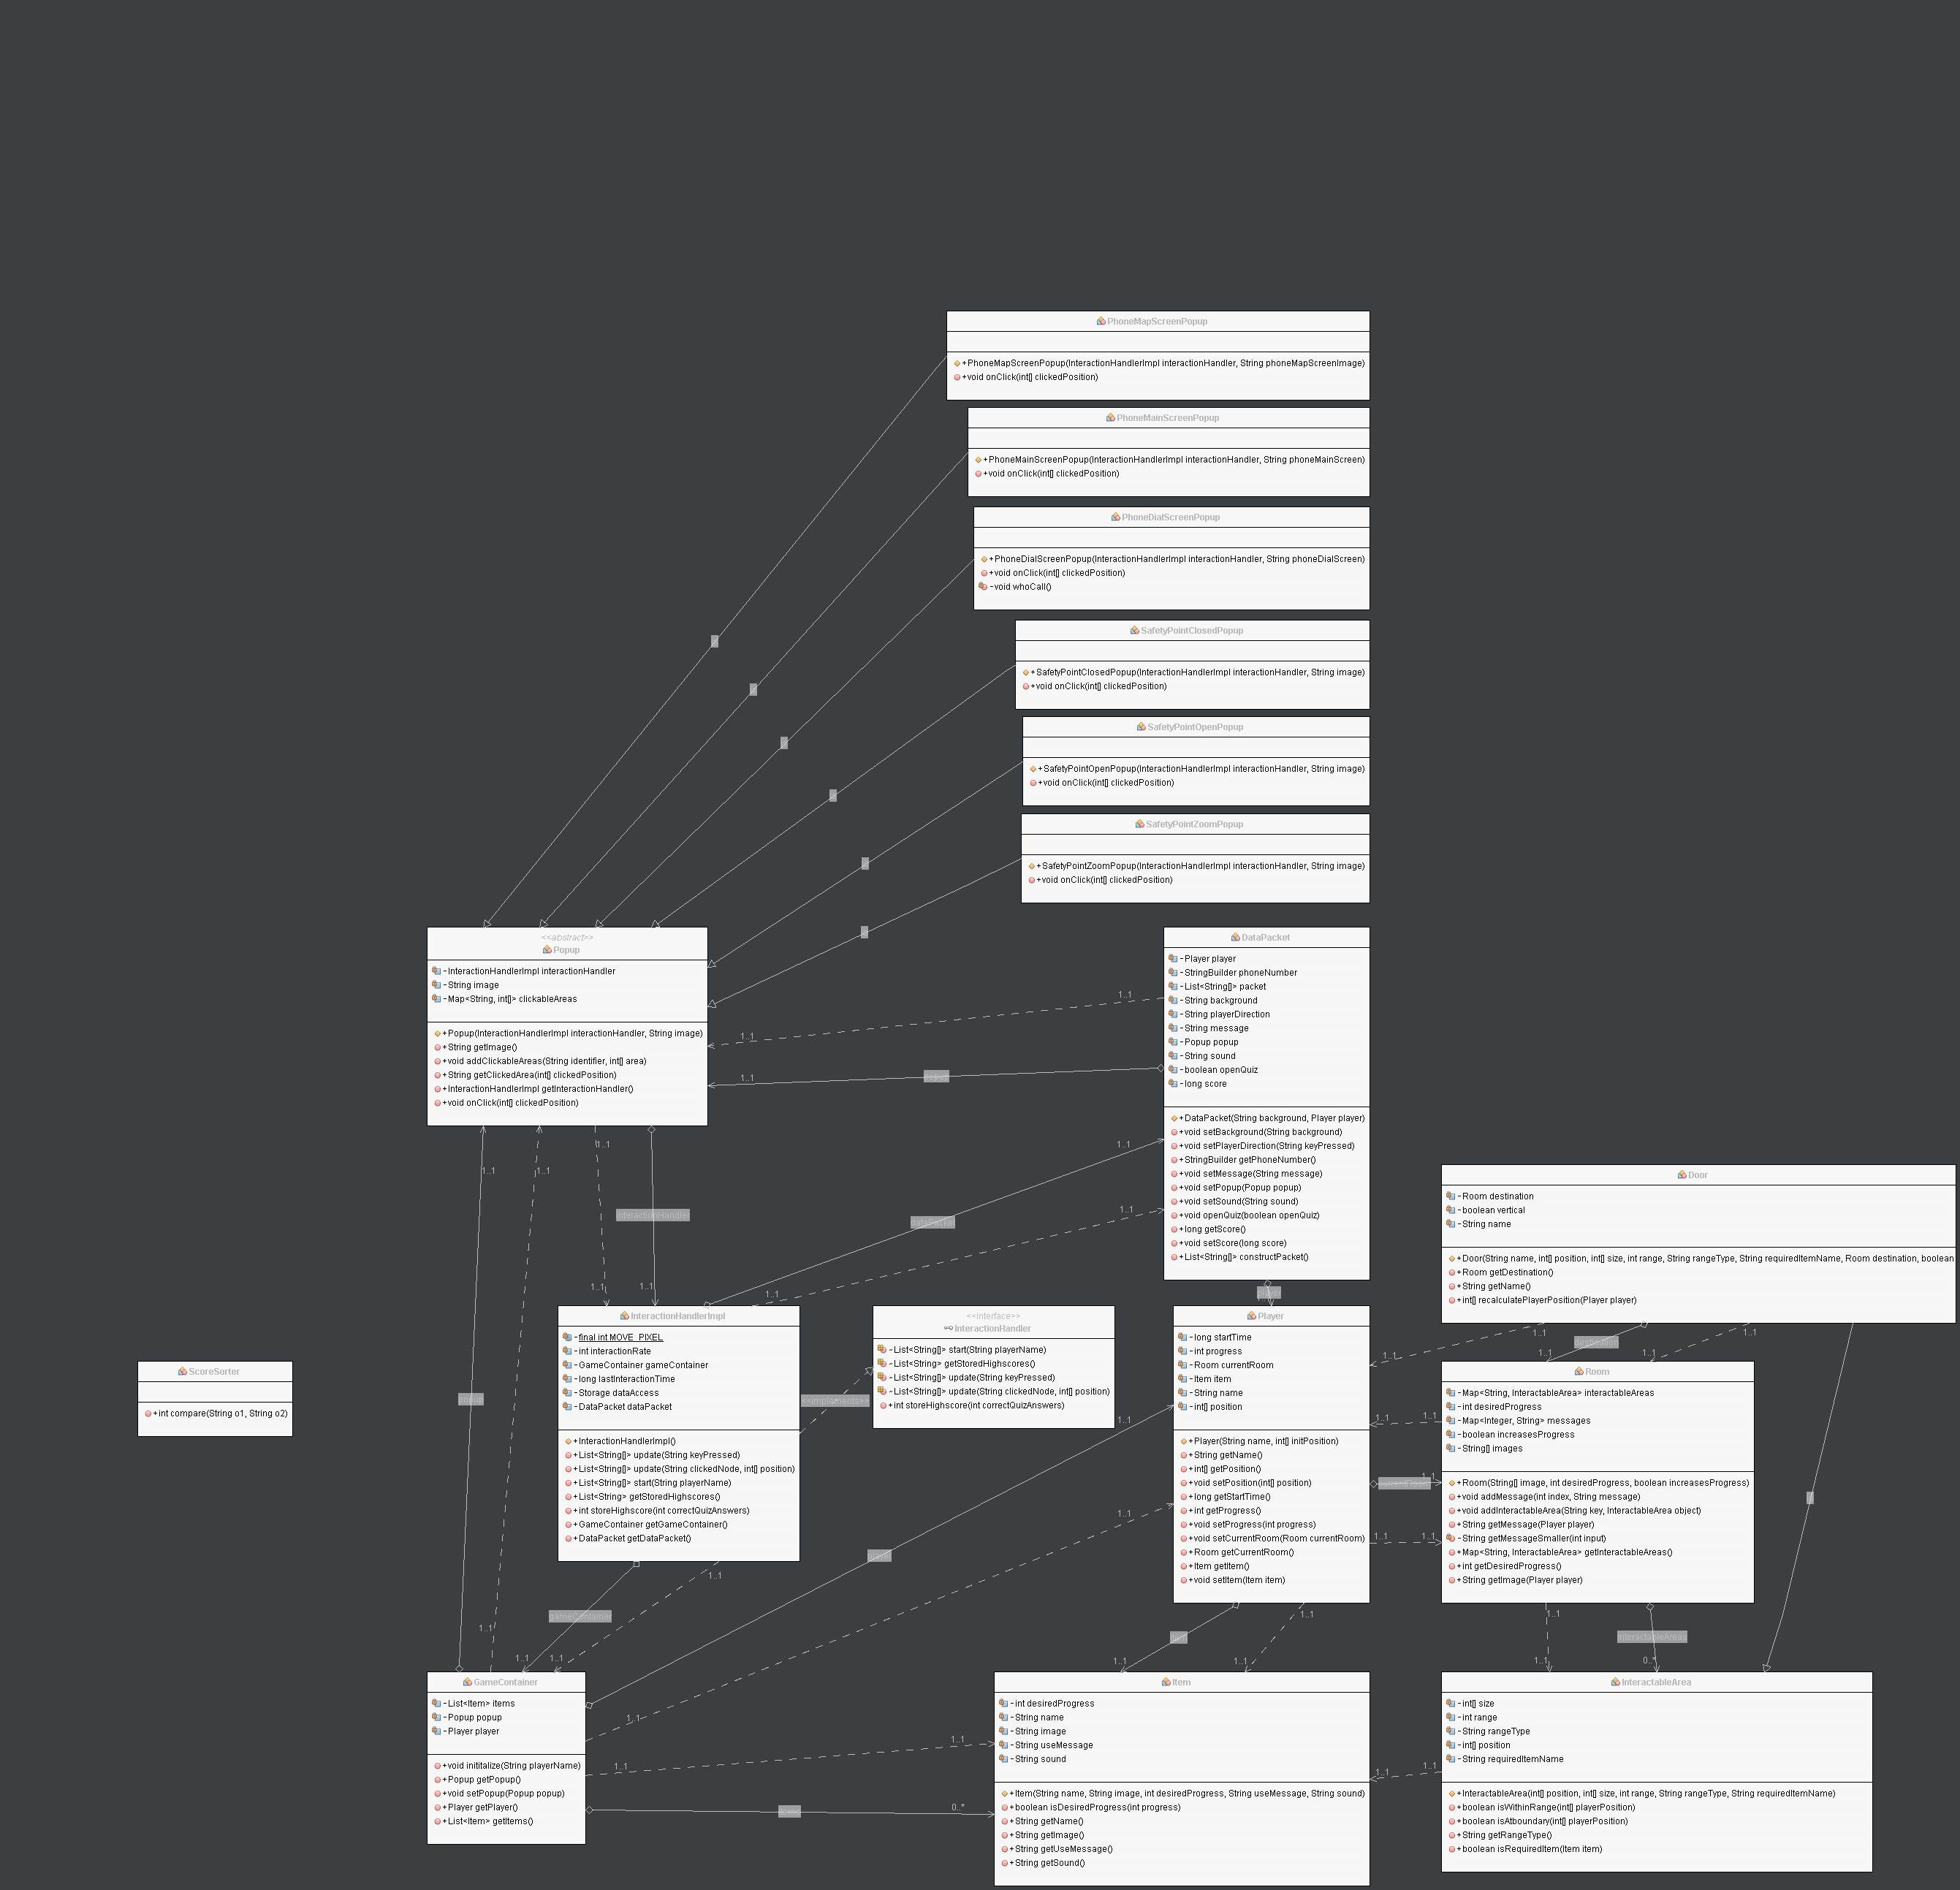 PhoneMapScreenPopup
+PhoneMapScreenPopup(InteractionHandlerImpl interactionHandler, String phoneMapScreenImage)
+void onClick(int[] clickedPosition)
PhoneMainScreenPopup
+PhoneMainScreenPopup(InteractionHandlerImpl interactionHandler, String phoneMainScreen)
+void onClick(int[] clickedPosition)
PhoneDialScreenPopup
+PhoneDialScreenPopup(InteractionHandlerImpl interactionHandler, String phoneDialScreen)
+void onClick(int[] clickedPosition)
-void whoCall()
SafetyPointClosedPopup
+SafetyPointClosedPopup(InteractionHandlerImpl interactionHandler, String image)
+void onClick(int[] clickedPosition)
SafetyPointOpenPopup
+SafetyPointOpenPopup(InteractionHandlerImpl interactionHandler, String image)
+void onClick(int[] clickedPosition)
SafetyPointZoomPopup
+SafetyPointZoomPopup(InteractionHandlerImpl interactionHandler, String image)
+void onClick(int[] clickedPosition)
<<abstract>>
Popup
-InteractionHandlerImpl interactionHandler
-String image
-Map<String, int[]> clickableAreas
+Popup(InteractionHandlerImpl interactionHandler, String image)
+String getImage()
+void addClickableAreas(String identifier, int[] area)
+String getClickedArea(int[] clickedPosition)
+InteractionHandlerImpl getInteractionHandler()
+void onClick(int[] clickedPosition)
DataPacket
-Player player
-StringBuilder phoneNumber
-List<String[]> packet
-String background
-String playerDirection
-String message
-Popup popup
-String sound
-boolean openQuiz
-long score
+DataPacket(String background, Player player)
+void setBackground(String background)
+void setPlayerDirection(String keyPressed)
+StringBuilder getPhoneNumber()
+void setMessage(String message)
+void setPopup(Popup popup)
+void setSound(String sound)
+void openQuiz(boolean openQuiz)
+long getScore()
+void setScore(long score)
+List<String[]> constructPacket()
1..1
1..1
popup
1..1
1..1
1..1
1..1
interactionHandler
1..1
1..1
1..1
dataPacket
1..1
1..1
player
Door
-Room destination
-boolean vertical
-String name
+Door(String name, int[] position, int[] size, int range, String rangeType, String requiredItemName, Room destination, boolean
+Room getDestination()
+String getName()
+int[] recalculatePlayerPosition(Player player)
1..1
destination
1..1
1..1
1..1
1..1
ScoreSorter
+int compare(String o1, String o2)
InteractionHandlerImpl
-final int MOVE_PIXEL
-int interactionRate
-GameContainer gameContainer
-long lastInteractionTime
-Storage dataAccess
-DataPacket dataPacket
+InteractionHandlerImpl()
+List<String[]> update(String keyPressed)
+List<String[]> update(String clickedNode, int[] position)
+List<String[]> start(String playerName)
+List<String> getStoredHighscores()
+int storeHighscore(int correctQuizAnswers)
+GameContainer getGameContainer()
+DataPacket getDataPacket()
<<implements>>
<<interface>>
InteractionHandler
-List<String[]> start(String playerName)
-List<String> getStoredHighscores()
-List<String[]> update(String keyPressed)
-List<String[]> update(String clickedNode, int[] position)
+int storeHighscore(int correctQuizAnswers)
Player
-long startTime
-int progress
-Room currentRoom
-Item item
-String name
-int[] position
+Player(String name, int[] initPosition)
+String getName()
+int[] getPosition()
+void setPosition(int[] position)
+long getStartTime()
+int getProgress()
+void setProgress(int progress)
+void setCurrentRoom(Room currentRoom)
+Room getCurrentRoom()
+Item getItem()
+void setItem(Item item)
Room
-Map<String, InteractableArea> interactableAreas
-int desiredProgress
-Map<Integer, String> messages
-boolean increasesProgress
-String[] images
+Room(String[] image, int desiredProgress, boolean increasesProgress)
+void addMessage(int index, String message)
+void addInteractableArea(String key, InteractableArea object)
+String getMessage(Player player)
-String getMessageSmaller(int input)
+Map<String, InteractableArea> getInteractableAreas()
+int getDesiredProgress()
+String getImage(Player player)
1..1
1..1
currentRoom
1..1
1..1
1..1
1..1
player
popup
1..1
gameContainer
1..1
1..1
1..1
1..1
item
1..1
1..1
1..1
1..1
1..1
interactableAreas
0..*
GameContainer
-List<Item> items
-Popup popup
-Player player
+void inititalize(String playerName)
+Popup getPopup()
+void setPopup(Popup popup)
+Player getPlayer()
+List<Item> getItems()
1..1
1..1
1..1
items
0..*
Item
-int desiredProgress
-String name
-String image
-String useMessage
-String sound
+Item(String name, String image, int desiredProgress, String useMessage, String sound)
+boolean isDesiredProgress(int progress)
+String getName()
+String getImage()
+String getUseMessage()
+String getSound()
1..1
1..1
InteractableArea
-int[] size
-int range
-String rangeType
-int[] position
-String requiredItemName
+InteractableArea(int[] position, int[] size, int range, String rangeType, String requiredItemName)
+boolean isWithinRange(int[] playerPosition)
+boolean isAtboundary(int[] playerPosition)
+String getRangeType()
+boolean isRequiredItem(Item item)